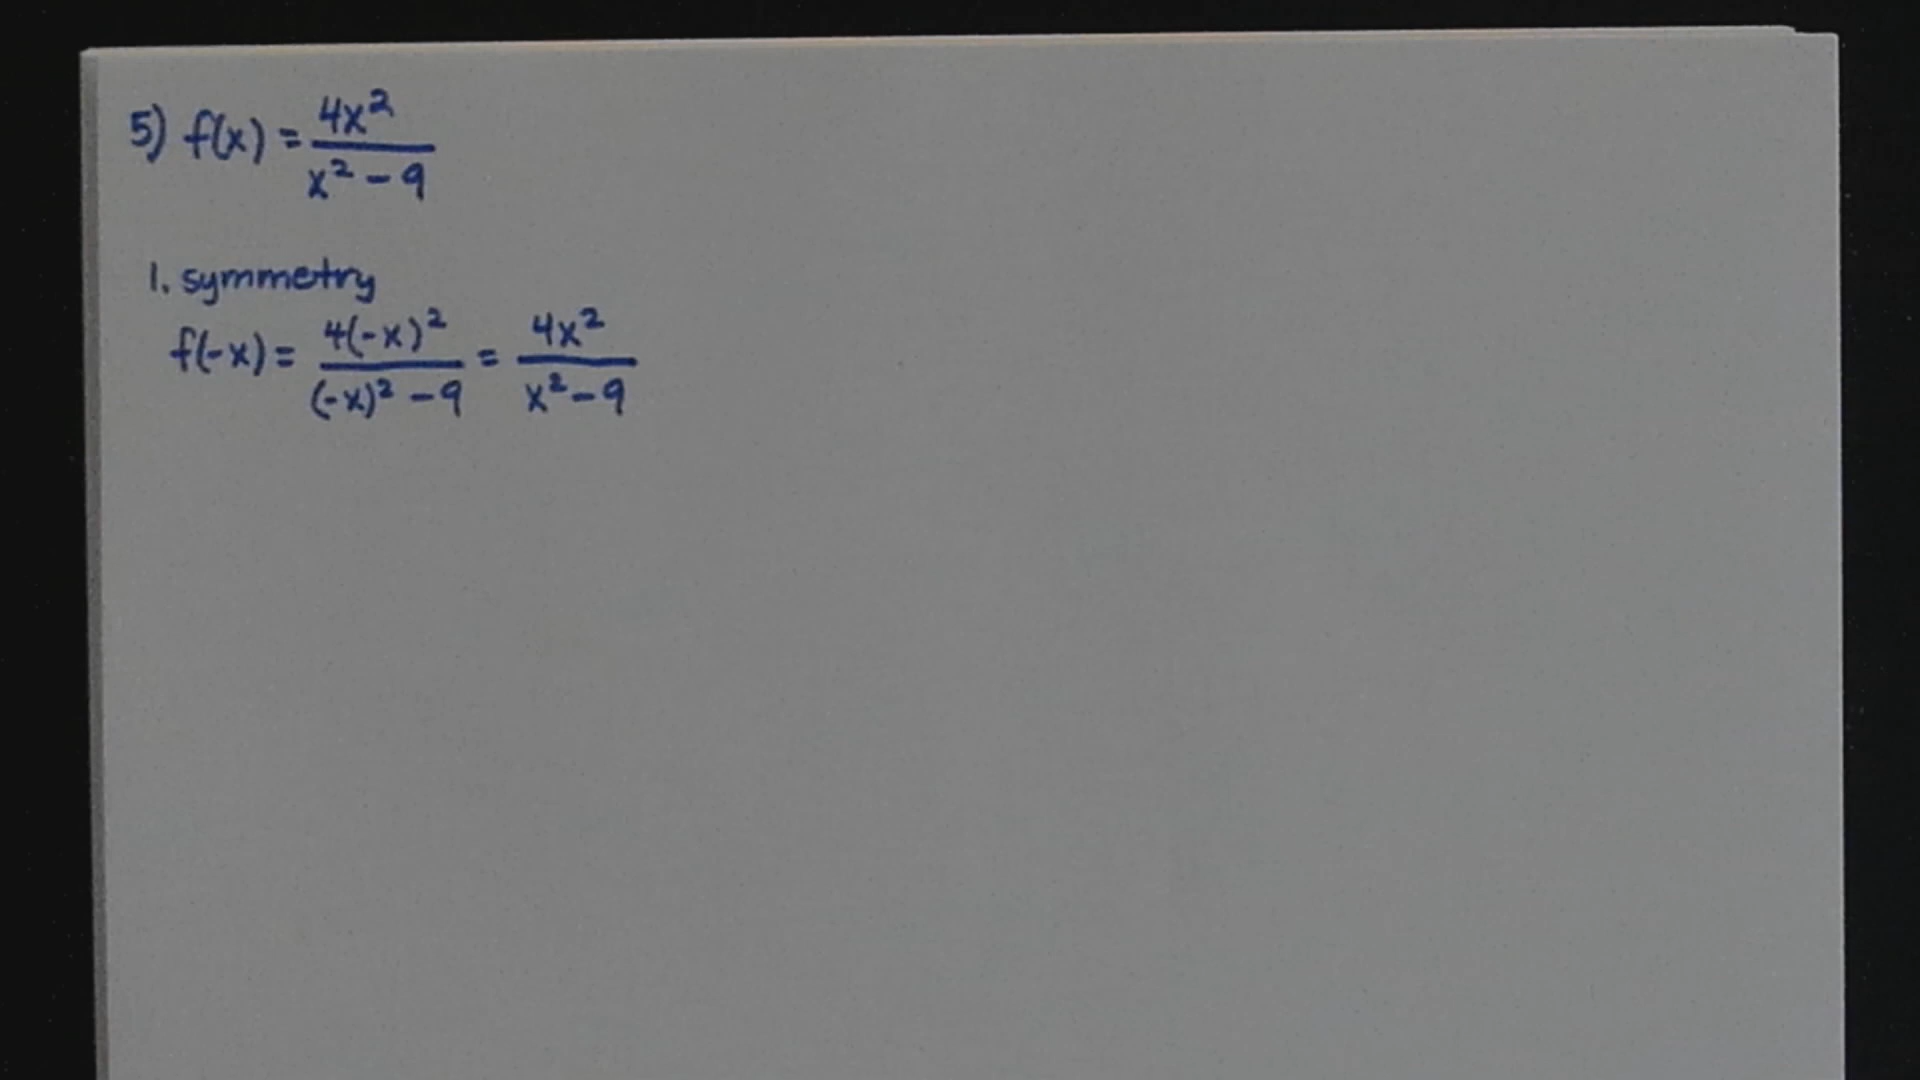 5) f(x) = 4x² / x² - 9
1. symmetry
f(-x) = 4(-x)² / (-x)² - 9 = 4x² / x² - 9